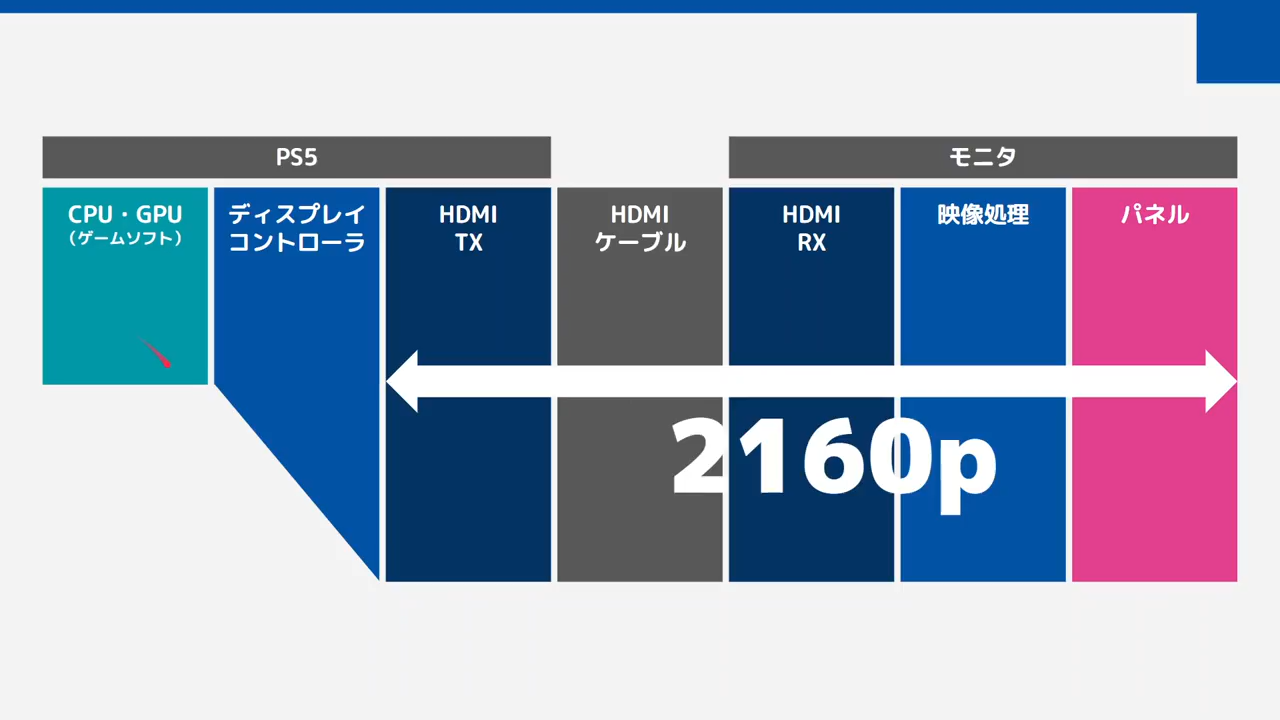 PS5
モニタ
CPU・GPU
（ゲームソフト）
ディスプレイ
コントローラ
HDMI
TX
HDMI
ケーブル
HDMI
RX
映像処理
パネル
2160p